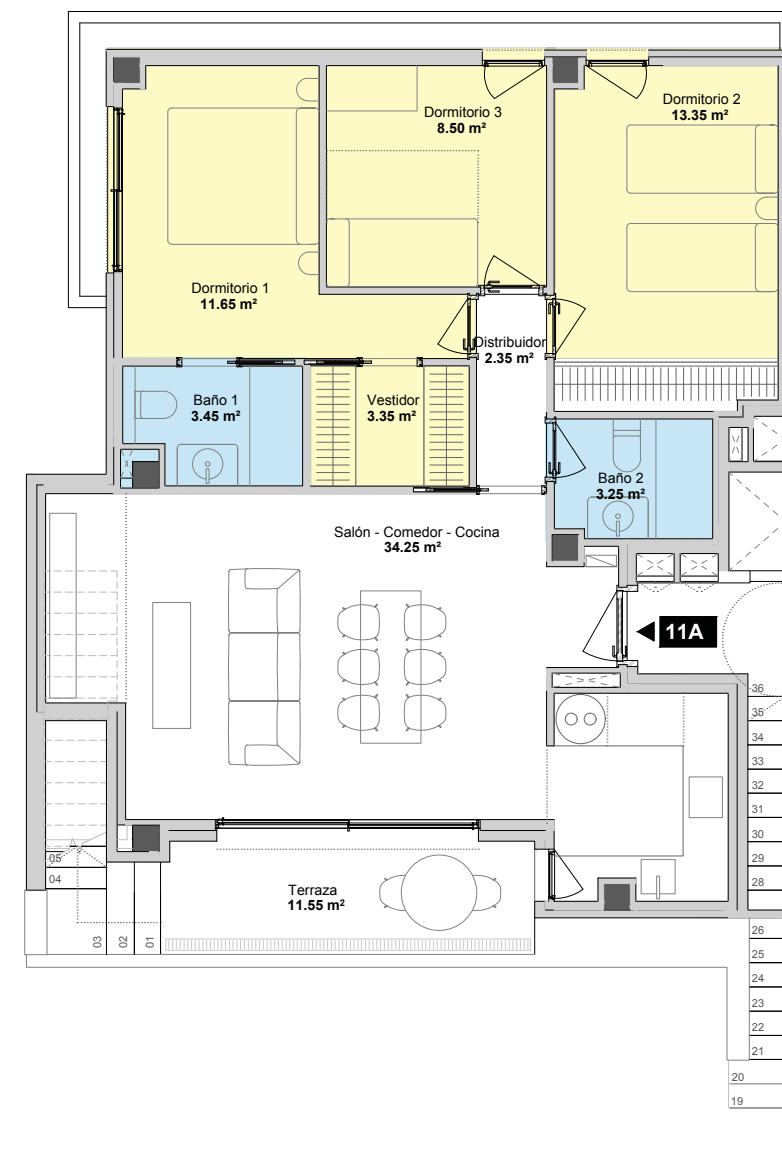 Dormitorio 3
8.50 m²
Dormitorio 2
13.35 m²
Dormitorio 1
11.65 m²
Distribuidor
2.35 m²
Baño 1
3.45 m²
Vestidor
3.35 m²
Baño 2
3.25 m²
Salón - Comedor - Cocina
34.25 m²
11A
Terraza
11.55 m²
05
04
03
02
01
36
35
34
33
32
31
30
29
28
26
25
24
23
22
21
20
19